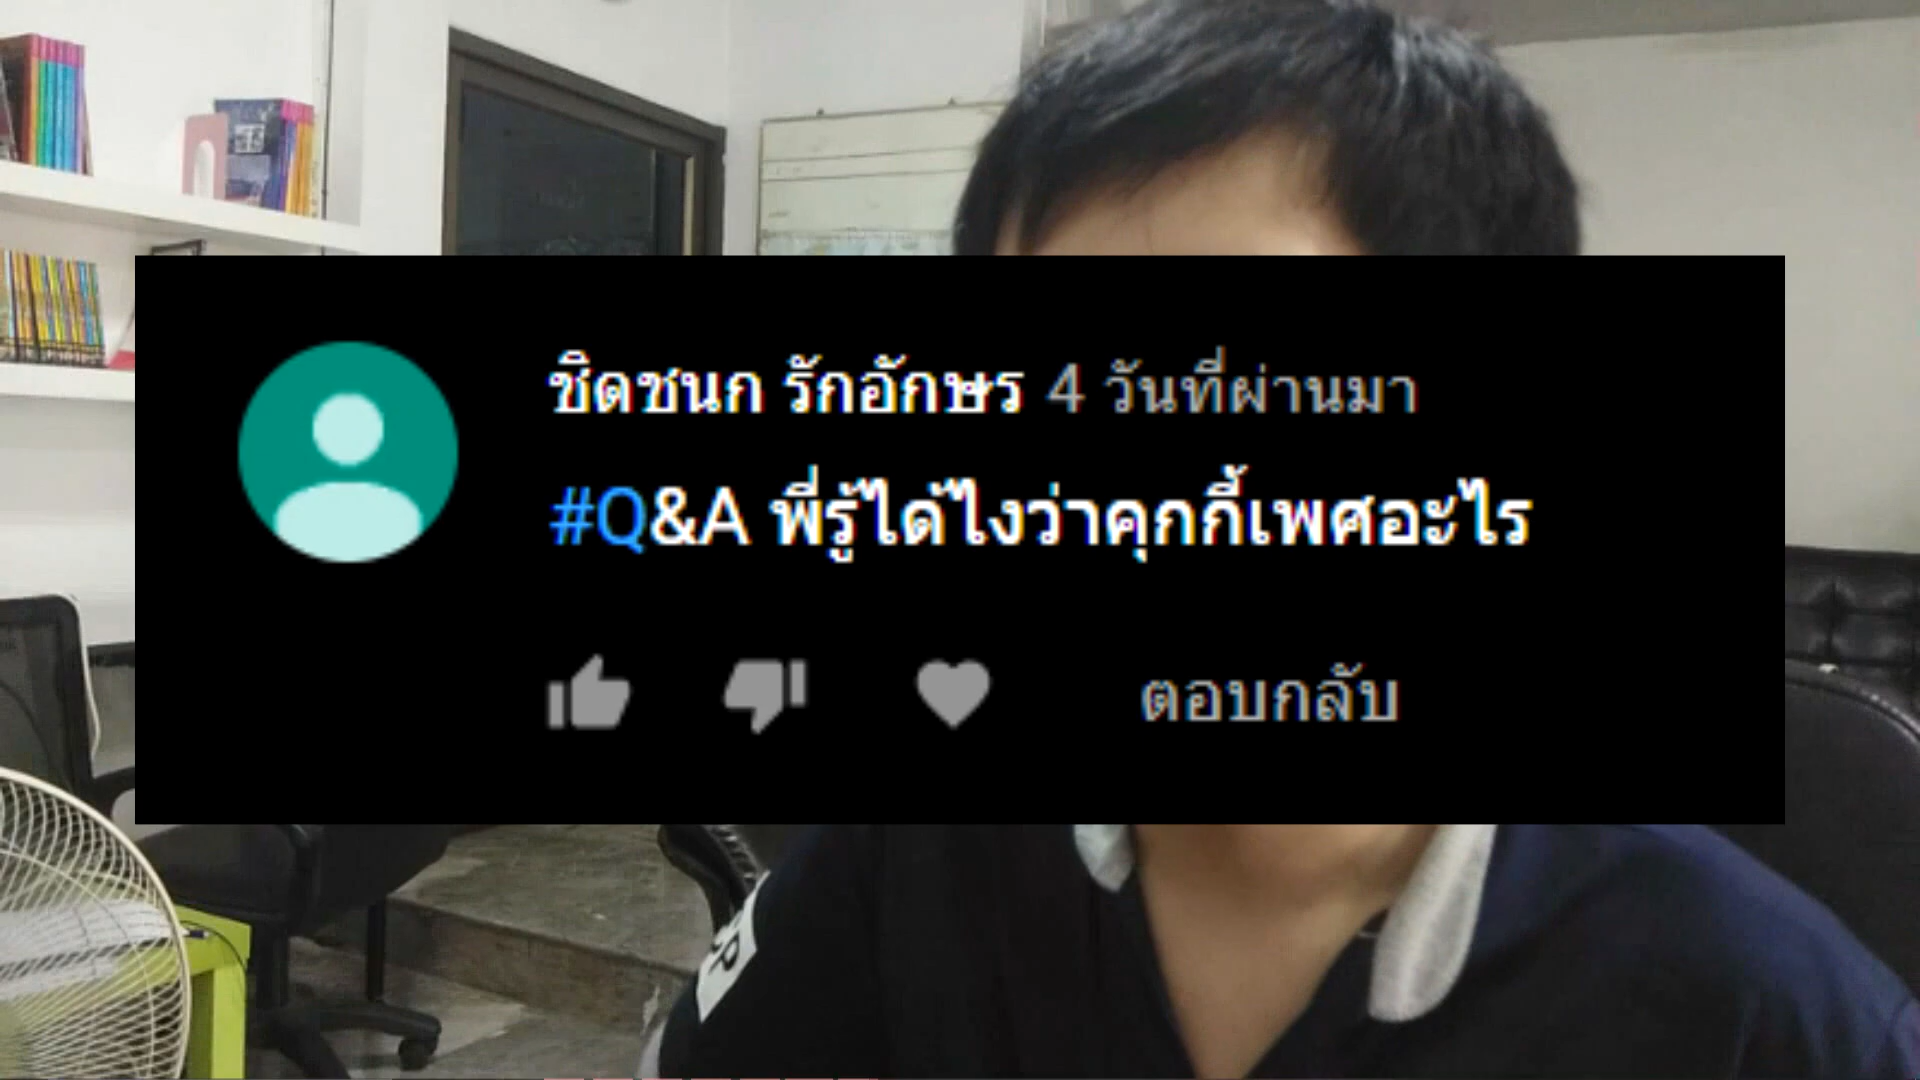 ชิดชนก รักอักษร 4 วันที่ผ่านมา
#Q&A พี่รู้ได้ไงว่าคุกกี้เพศอะไร
ตอบกลับ